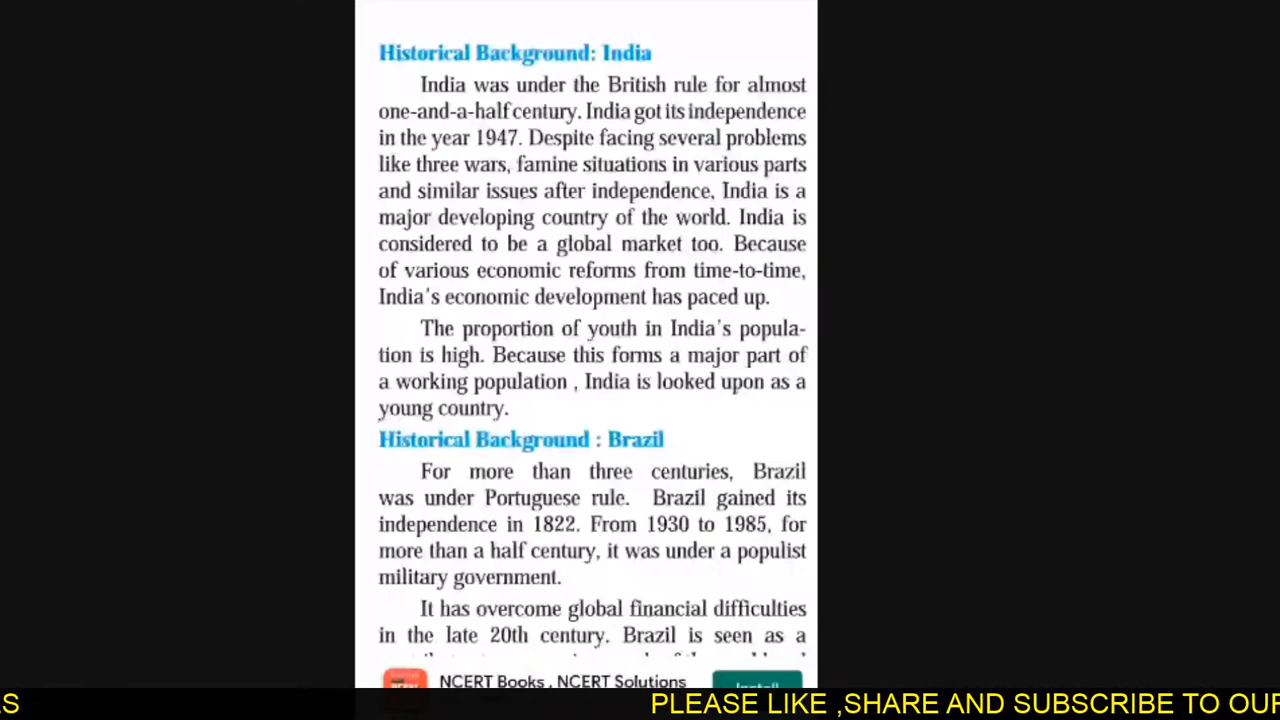 Historical Background: India
India was under the British rule for almost
one-and-a-half century. India got its independence
in the year 1947. Despite facing several problems
like three wars, famine situations in various parts
and similar issues after independence, India is a
major developing country of the world. India is
considered to be a global market too. Because
of various economic reforms from time-to-time,
India's economic development has paced up.
The proportion of youth in India's popula-
tion is high. Because this forms a major part of
a working population , India is looked upon as a
young country.
Historical Background : Brazil
For more than three centuries, Brazil
was under Portuguese rule. Brazil gained its
independence in 1822. From 1930 to 1985, for
more than a half century, it was under a populist
military government.
It has overcome global financial difficulties
in the late 20th century. Brazil is seen as a
NCERT Books , NCERT Solutions
Install
S
PLEASE LIKE ,SHARE AND SUBSCRIBE TO OUR